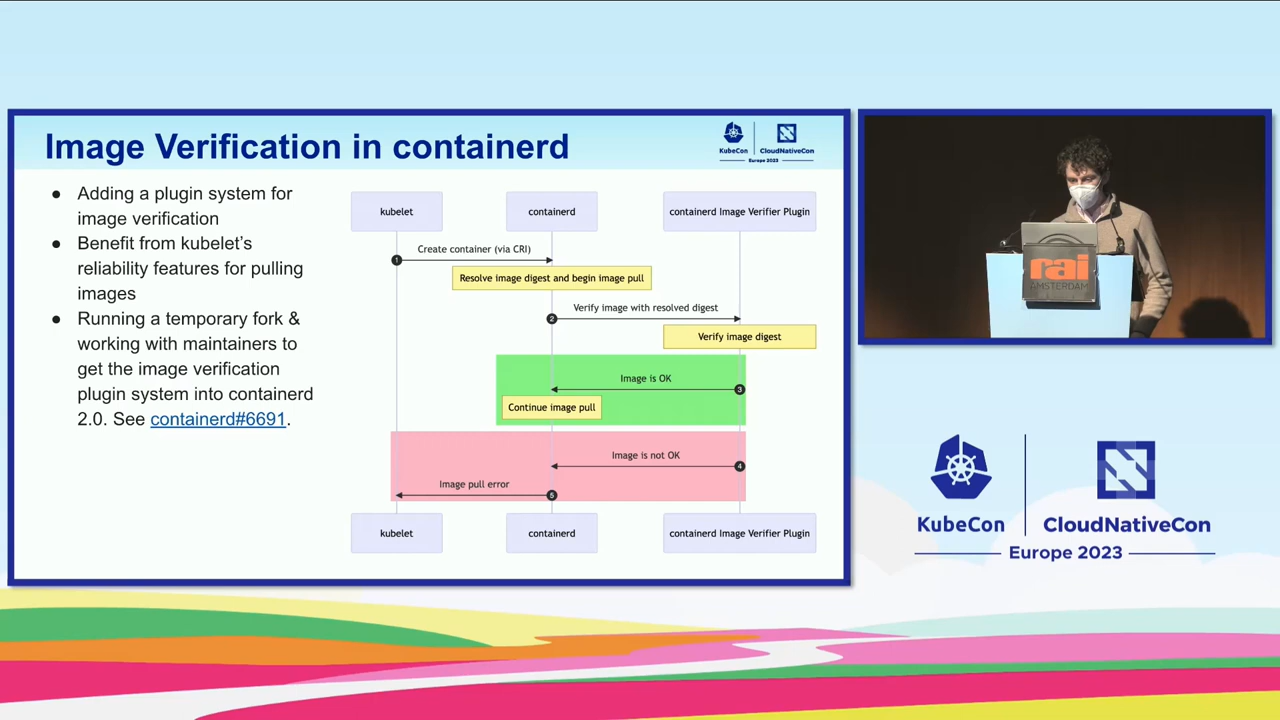 Image Verification in containerd
KubeCon
CloudNativeCon
Europe 2023
● Adding a plugin system for
image verification
● Benefit from kubelet's
reliability features for pulling
images
● Running a temporary fork &
working with maintainers to
get the image verification
plugin system into containerd
2.0. See containerd#6691.
kubelet
containerd
containerd Image Verifier Plugin
Create container (via CRI)
1
Resolve image digest and begin image pull
Verify image with resolved digest
2
Verify image digest
Image is OK
3
Continue image pull
Image is not OK
4
Image pull error
5
kubelet
containerd
containerd Image Verifier Plugin
rai
AMSTERDAM
KubeCon
CloudNativeCon
Europe 2023